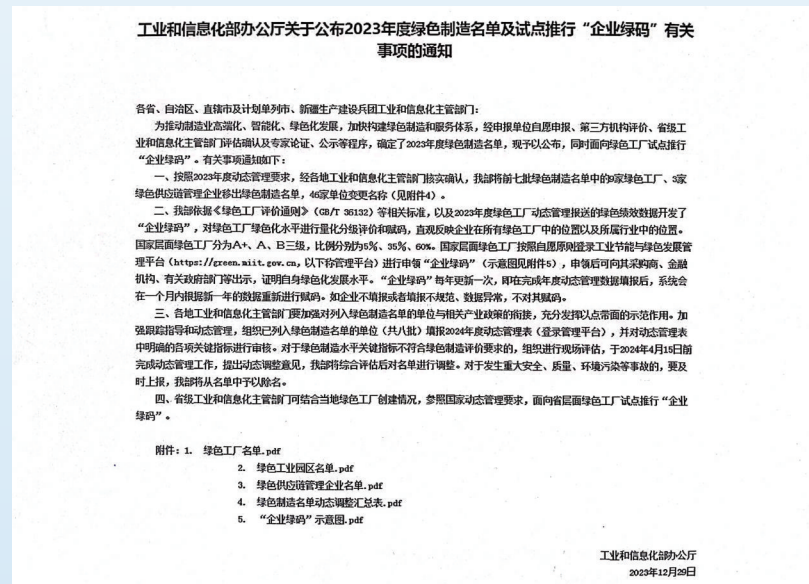 工业和信息化部办公厅关于公布2023年度绿色制造名单及试点推行“企业绿码”有关
事项的通知
各省、自治区、直辖市及计划单列市、新疆生产建设兵团工业和信息化主管部门:
为推动制造业高端化、智能化、绿色化发展,加快构建绿色制造和服务体系,经申报单位自愿申报、第三方机构评价、省级工
业和信息化主管部门评估确认及专家论证、公示等程序,确定了2023年度绿色制造名单,现予以公布,同时面向绿色工厂试点推行
“企业绿码”。有关事项通知如下:
一、按照2023年度动态管理要求,经各地工业和信息化主管部门核实确认,我部将前七批绿色制造名单中的9家绿色工厂、3家
绿色供应链管理企业移出绿色制造名单,46家单位变更名称(见附件4)。
二、我部依据《绿色工厂评价通则》(GB/T 36132)等相关标准,以及2023年度绿色工厂动态管理报送的绿色绩效数据开发了
“企业绿码”,对绿色工厂绿色化水平进行量化分级评价和赋码,直观反映企业在所有绿色工厂中的位置以及所属行业中的位置。
国家层面绿色工厂分为A+、A、B三级,比例分别为5%、35%、60%。国家层面绿色工厂按照自愿原则登录工业节能与绿色发展管
理平台(https://green.miit.gov.cn,以下称管理平台)进行申领“企业绿码”(示意图见附件5),申领后可向其采购商、金融
机构、有关政府部门等出示,证明自身绿色化发展水平。“企业绿码”每年更新一次,即在完成年度动态管理数据填报后,系统会
在一个月内根据新一年的数据重新进行赋码。如企业不填报或者填报不规范、数据异常,不对其赋码。
三、各地工业和信息化主管部门要加强对列入绿色制造名单的单位与相关产业政策的衔接,充分发挥以点带面的示范作用。加
强跟踪指导和动态管理,组织已列入绿色制造名单的单位(共八批)填报2024年度动态管理表(登录管理平台),并对动态管理表
中明确的各项关键指标进行审核。对于绿色制造水平关键指标不符合绿色制造评价要求的,组织进行现场评估,于2024年4月15日前
完成动态管理工作,提出动态调整意见,我部将综合评估后对名单进行调整。对于发生重大安全、质量、环境污染等事故的,要及
时上报,我部将从名单中予以除名。
四、省级工业和信息化主管部门可结合当地绿色工厂创建情况,参照国家动态管理要求,面向省层面绿色工厂试点推行“企业
绿码”。
附件:1. 绿色工厂名单.pdf
2. 绿色工业园区名单.pdf
3. 绿色供应链管理企业名单.pdf
4. 绿色制造名单动态调整汇总表.pdf
5. “企业绿码”示意图.pdf
工业和信息化部办公厅
2023年12月29日